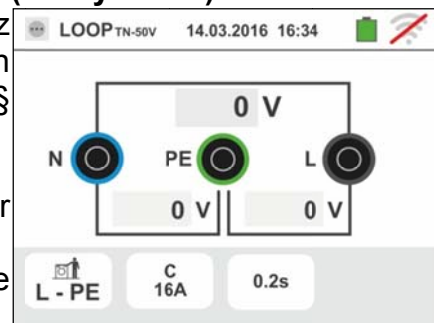 LOOP TN-50V 14.03.2016 16:34
0 V
N PE L
0 V 0 V
L - PE
C
16A
0.2s
z
n
§
r
e